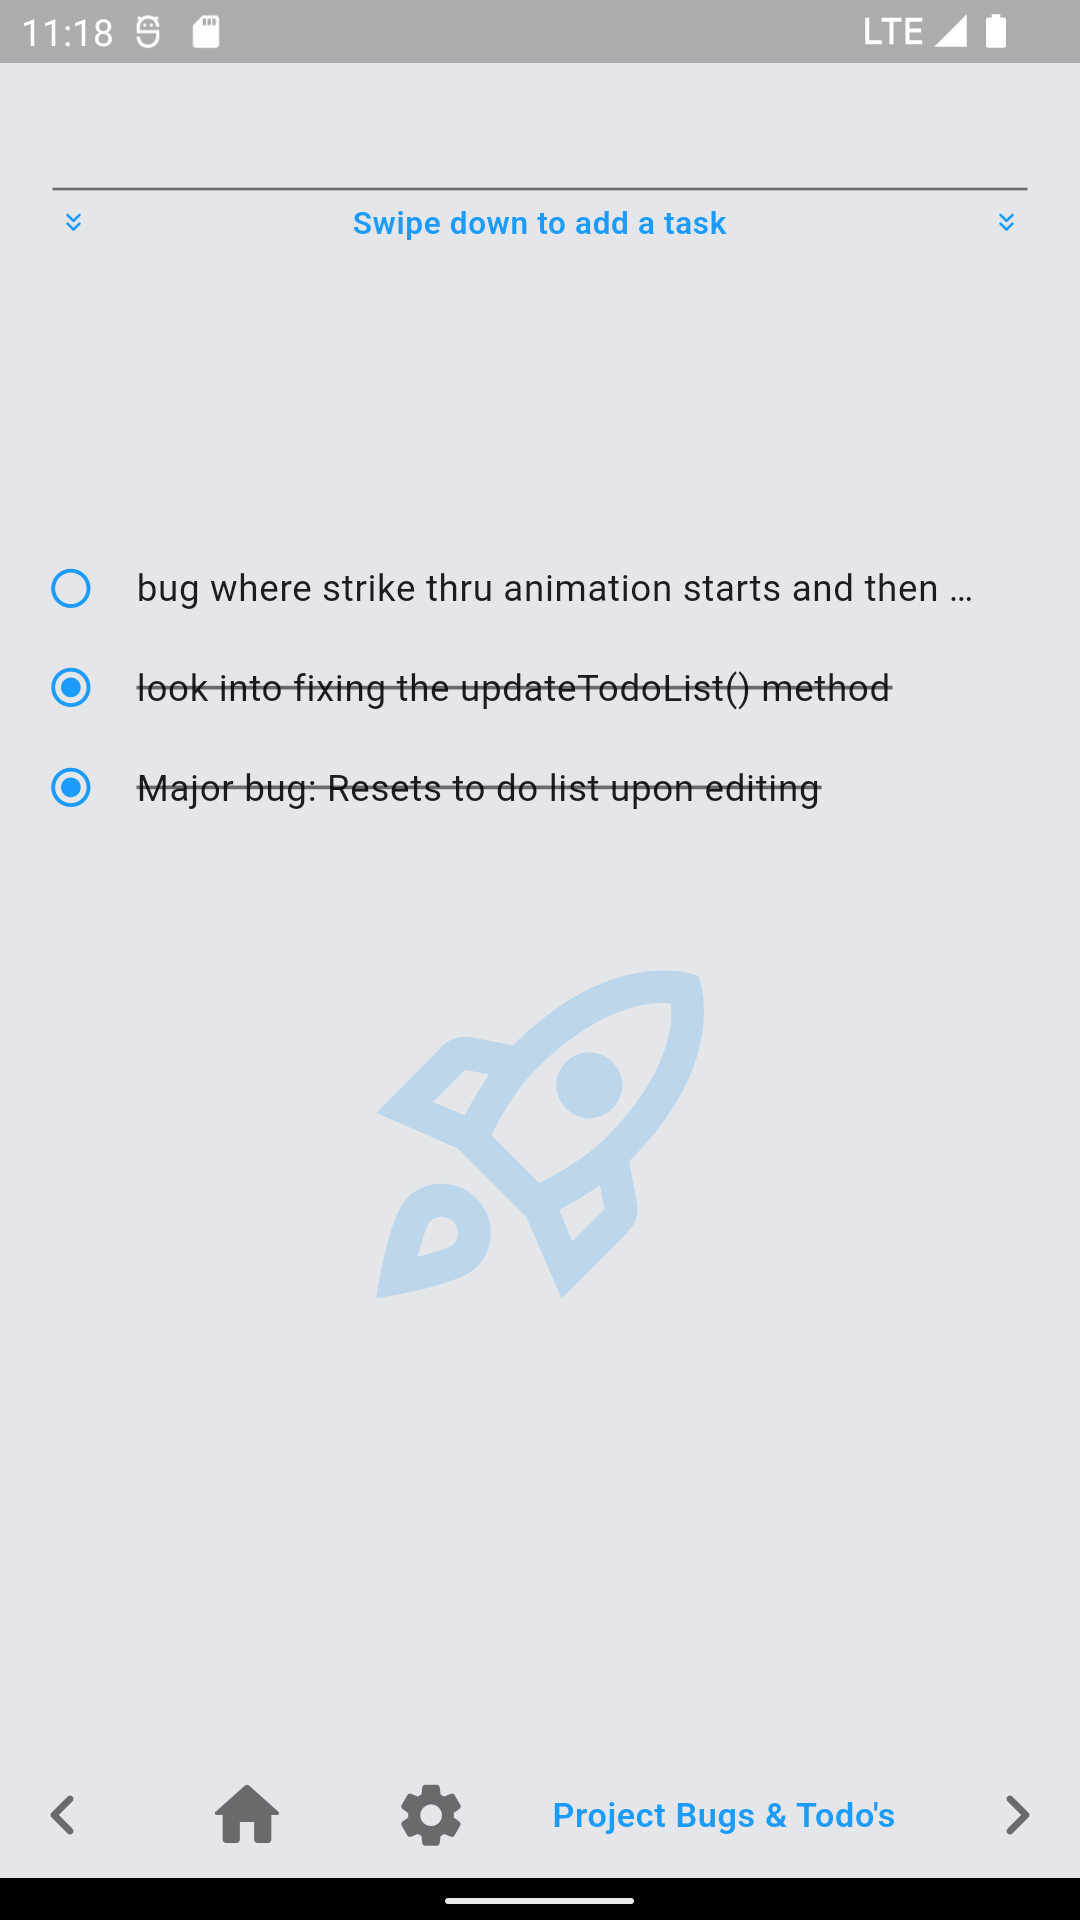 11:18 LTE
Swipe down to add a task
bug where strike thru animation starts and then ...
look into fixing the updateTodoList() method
Major bug: Resets to do list upon editing
Project Bugs & Todo's